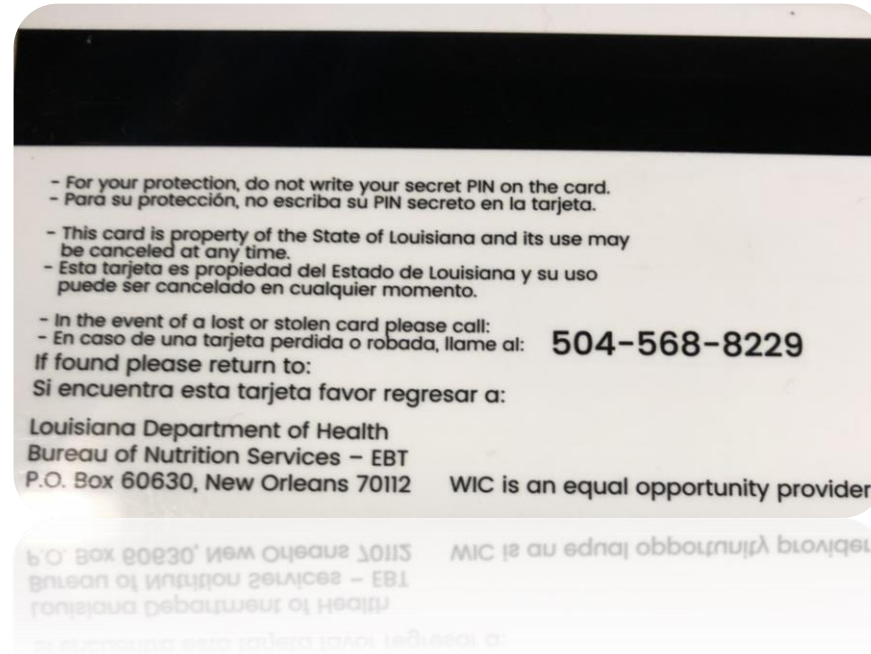 - For your protection, do not write your secret PIN on the card.
- Para su protección, no escriba su PIN secreto en la tarjeta.
- This card is property of the State of Louisiana and its use may
be canceled at any time.
- Esta tarjeta es propiedad del Estado de Louisiana y su uso
puede ser cancelado en cualquier momento.
- In the event of a lost or stolen card please call:
- En caso de una tarjeta perdida o robada, llame al: 504-568-8229
If found please return to:
Si encuentra esta tarjeta favor regresar a:
Louisiana Department of Health
Bureau of Nutrition Services – EBT
P.O. Box 60630, New Orleans 70112 WIC is an equal opportunity provider